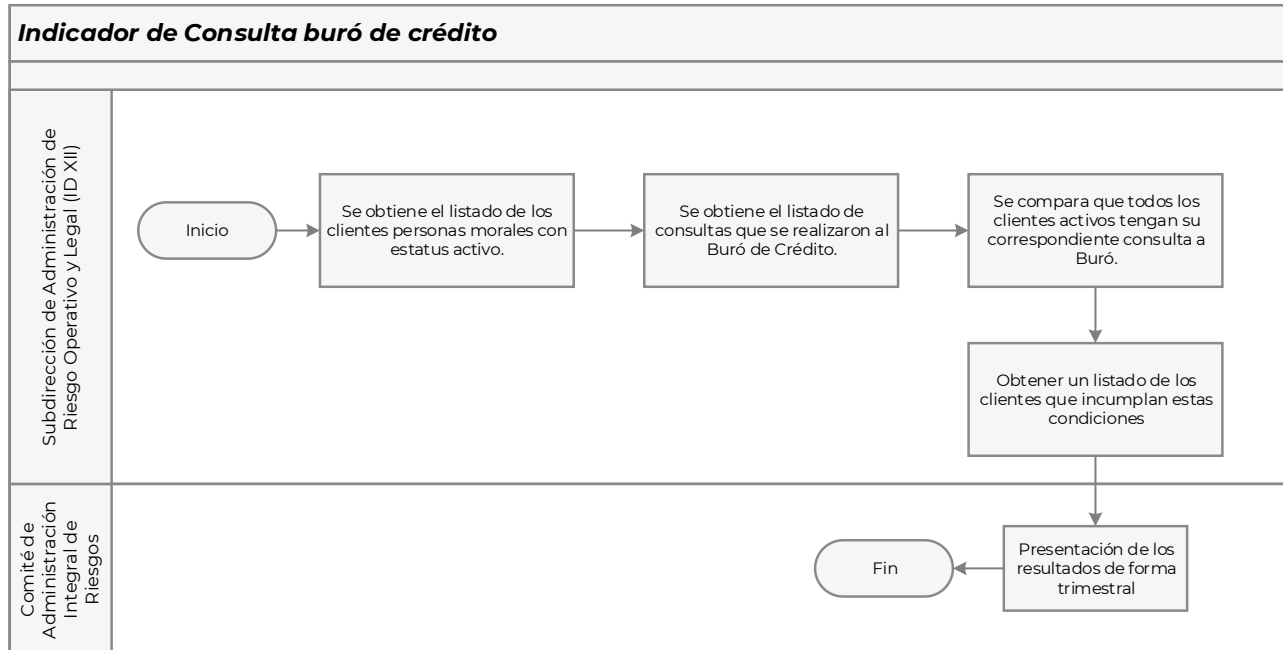 Indicador de Consulta buró de crédito
Subdirección de Administración de
Riesgo Operativo y Legal (ID XII)
Inicio
Se obtiene el listado de los
clientes personas morales con
estatus activo.
Se obtiene el listado de
consultas que se realizaron al
Buró de Crédito.
Se compara que todos los
clientes activos tengan su
correspondiente consulta a
Buró.
Obtener un listado de los
clientes que incumplan estas
condiciones
Comité de
Administración
Integral de
Riesgos
Presentación de los
resultados de forma
trimestral
Fin